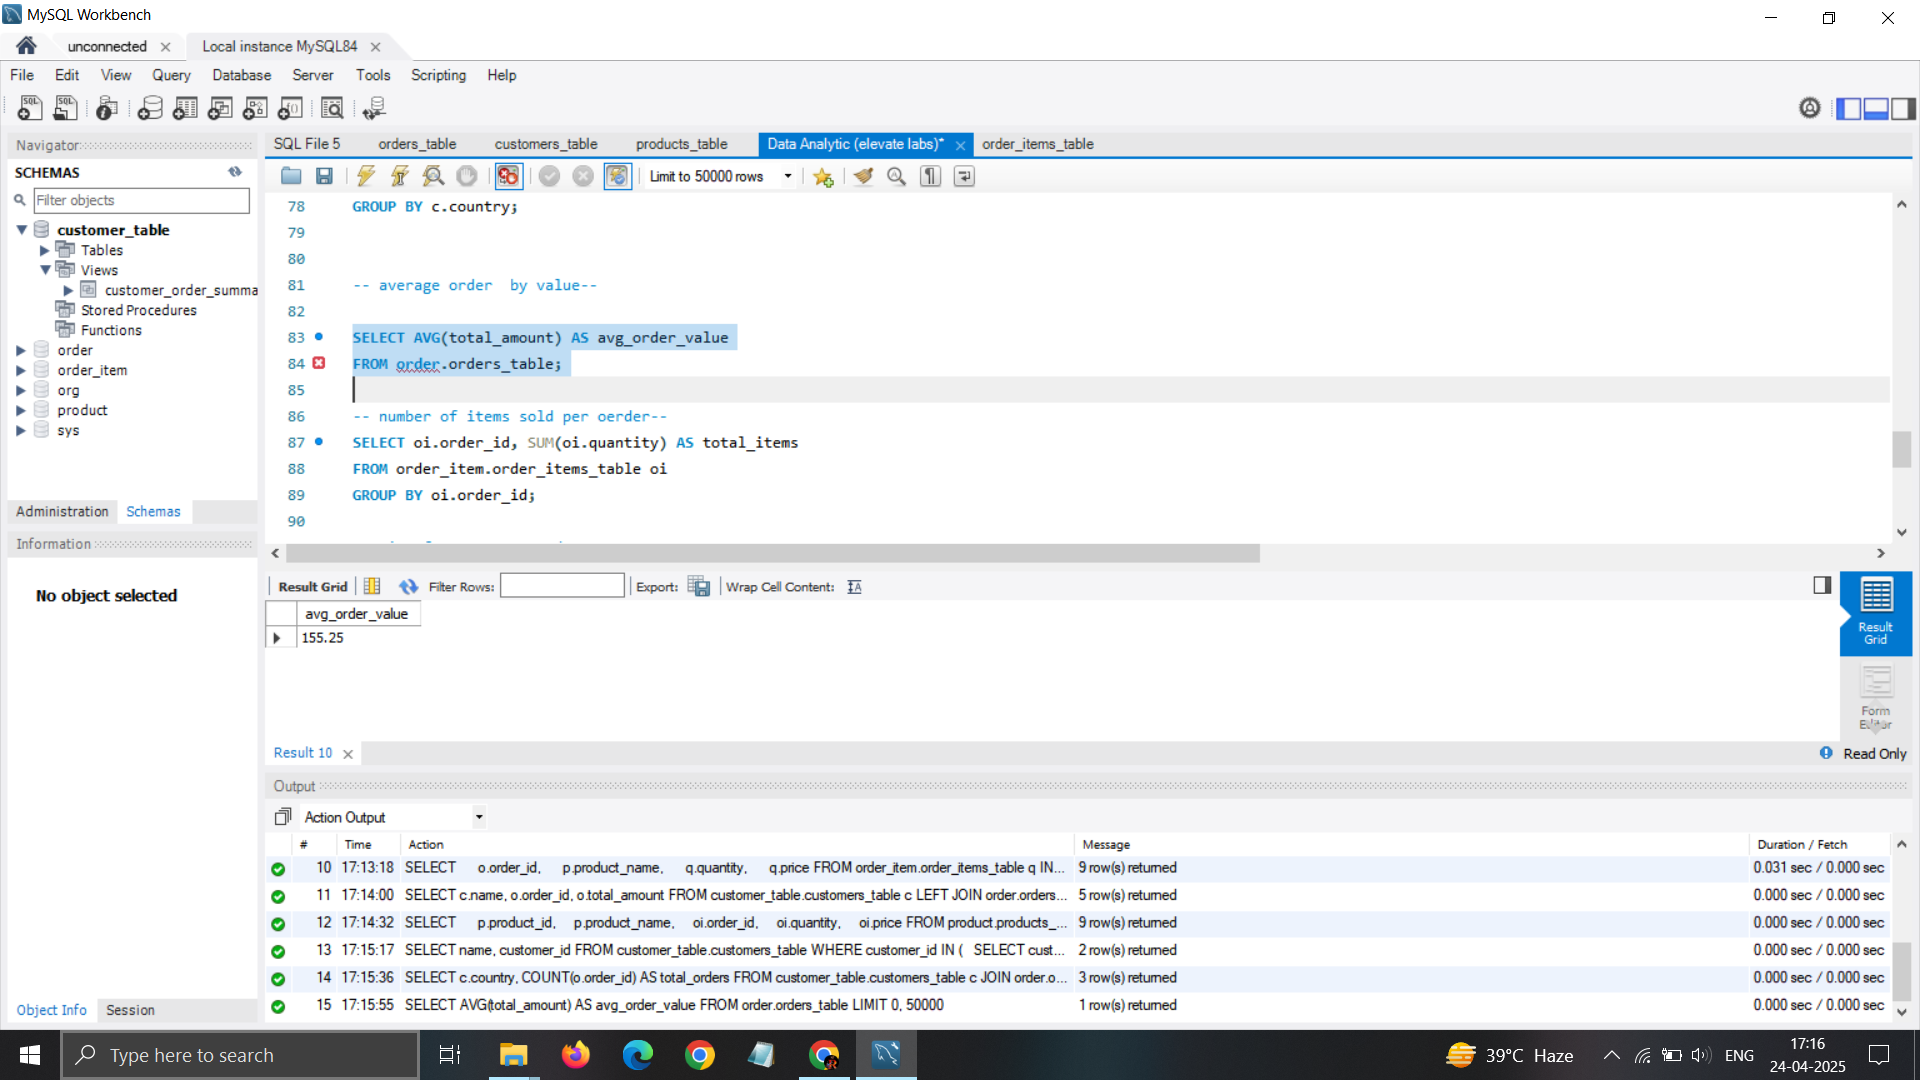 MySQL Workbench
unconnected
Local instance MySQL84
File Edit View Query Database Server Tools Scripting Help
Navigator
SCHEMAS
Filter objects
customer_table
Tables
Views
customer_order_summa
Stored Procedures
Functions
order
order_item
org
product
sys
Administration Schemas
Information
No object selected
Object Info Session
SQL File 5 orders_table customers_table products_table Data Analytic (elevate labs)* order_items_table
Limit to 50000 rows
78 GROUP BY c.country;
79
80
81 -- average order  by value--
82
83 SELECT AVG(total_amount) AS avg_order_value
84 FROM order.orders_table;
85
86 -- number of items sold per oerder--
87 SELECT oi.order_id, SUM(oi.quantity) AS total_items
88 FROM order_item.order_items_table oi
89 GROUP BY oi.order_id;
90
Result Grid Filter Rows: Export: Wrap Cell Content:
avg_order_value
155.25
Result Grid
Form Editor
Result 10
Read Only
Output
Action Output
# Time Action Message Duration / Fetch
10 17:13:18 SELECT o.order_id, p.product_name, q.quantity, q.price FROM order_item.order_items_table q IN... 9 row(s) returned 0.031 sec / 0.000 sec
11 17:14:00 SELECT c.name, o.order_id, o.total_amount FROM customer_table.customers_table c LEFT JOIN order.orders... 5 row(s) returned 0.000 sec / 0.000 sec
12 17:14:32 SELECT p.product_id, p.product_name, oi.order_id, oi.quantity, oi.price FROM product.products_... 9 row(s) returned 0.000 sec / 0.000 sec
13 17:15:17 SELECT name, customer_id FROM customer_table.customers_table WHERE customer_id IN ( SELECT cust... 2 row(s) returned 0.000 sec / 0.000 sec
14 17:15:36 SELECT c.country, COUNT(o.order_id) AS total_orders FROM customer_table.customers_table c JOIN order.o... 3 row(s) returned 0.000 sec / 0.000 sec
15 17:15:55 SELECT AVG(total_amount) AS avg_order_value FROM order.orders_table LIMIT 0, 50000 1 row(s) returned 0.000 sec / 0.000 sec
Type here to search
39°C Haze
ENG
17:16
24-04-2025